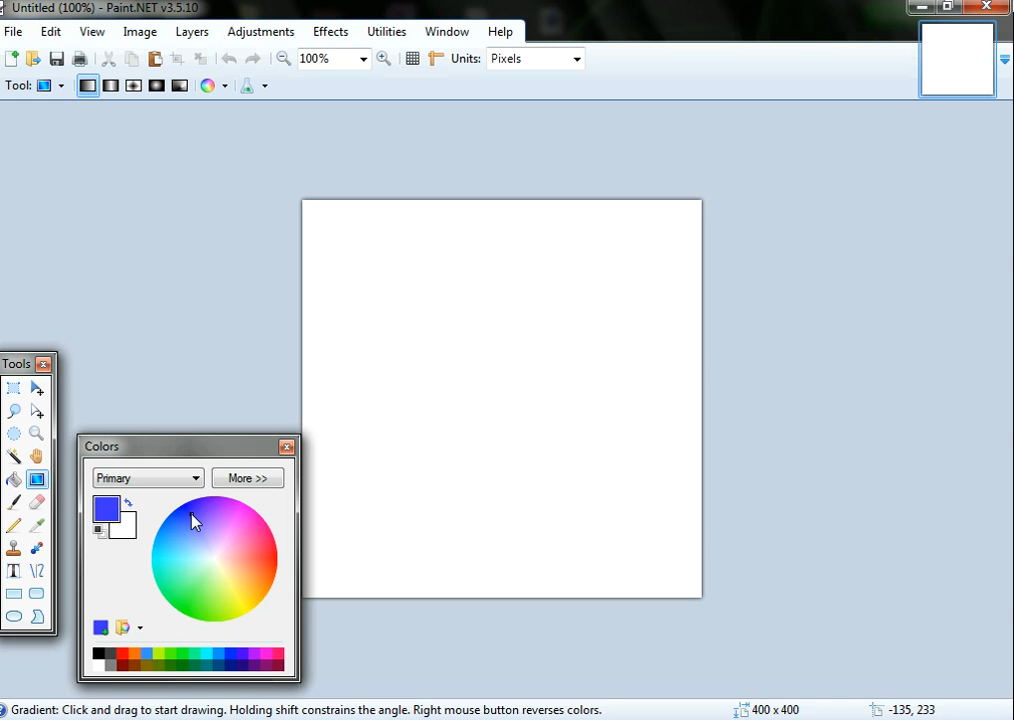 Untitled (100%) - Paint.NET v3.5.10
File Edit View Image Layers Adjustments Effects Utilities Window Help
100% Units: Pixels
Tool:
Tools
Colors
Primary More >>
Gradient: Click and drag to start drawing. Holding shift constrains the angle. Right mouse button reverses colors. 400 x 400 -135, 233